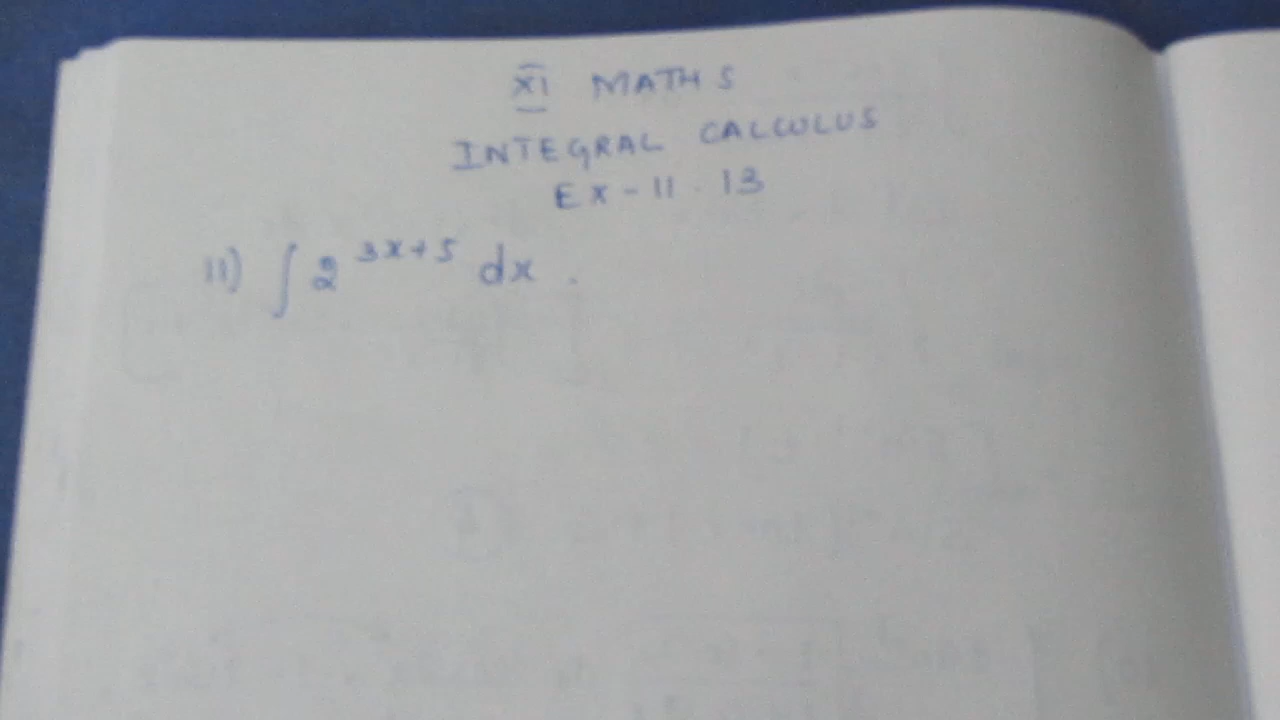 XI MATHS
INTEGRAL CALCULUS
EX-11.13
11) ∫ 2^{3x+5} dx.